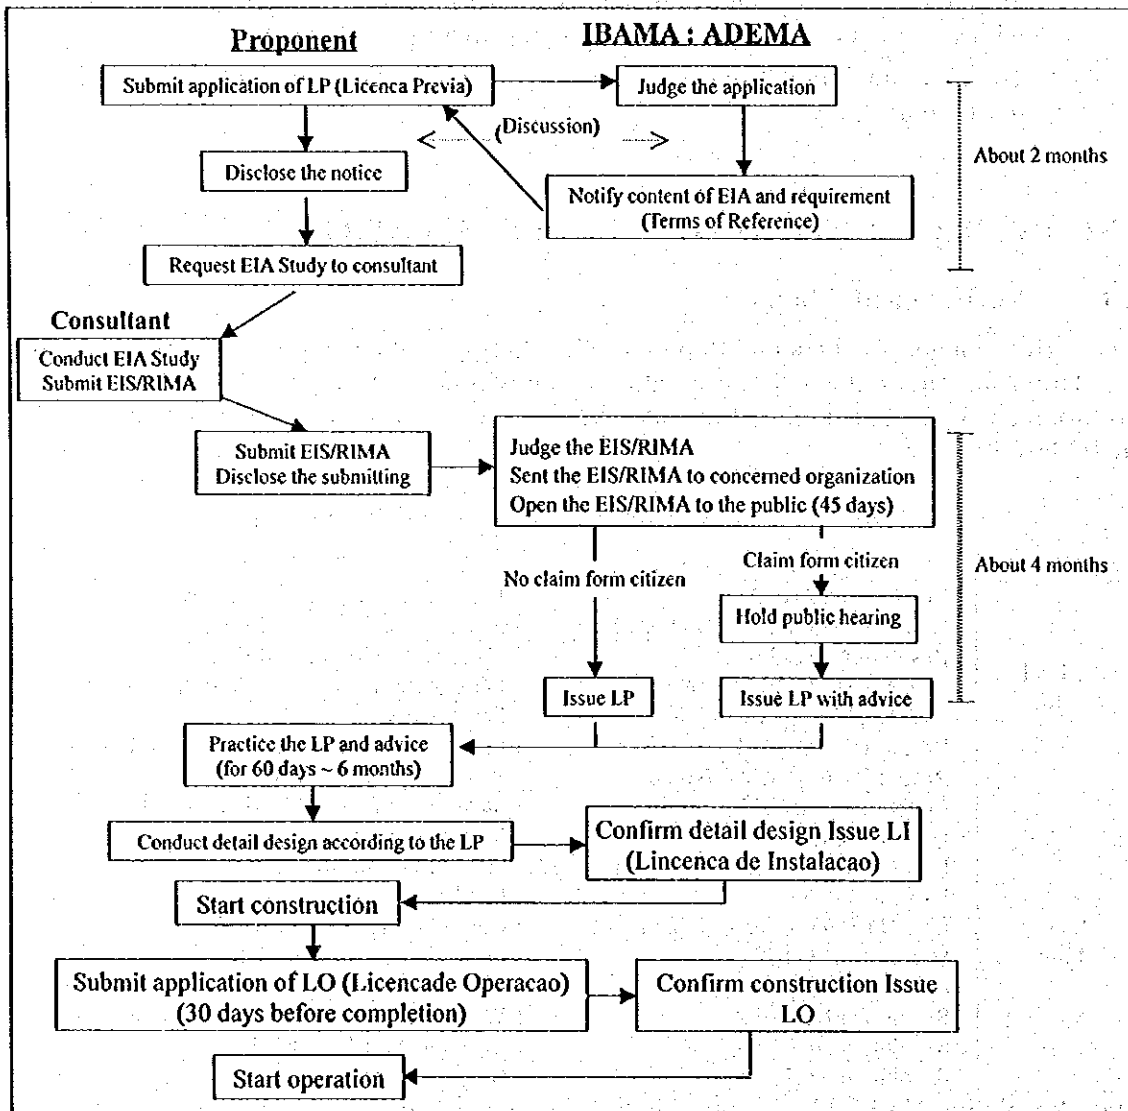 Proponent
IBAMA : ADEMA
Submit application of LP (Licenca Previa)
Judge the application
(Discussion)
About 2 months
Disclose the notice
Notify content of EIA and requirement
(Terms of Reference)
Request EIA Study to consultant
Consultant
Conduct EIA Study
Submit EIS/RIMA
Submit EIS/RIMA
Disclose the submitting
Judge the EIS/RIMA
Sent the EIS/RIMA to concerned organization
Open the EIS/RIMA to the public (45 days)
About 4 months
No claim form citizen
Claim form citizen
Hold public hearing
Issue LP
Issue LP with advice
Practice the LP and advice
(for 60 days ~ 6 months)
Conduct detail design according to the LP
Confirm detail design Issue LI
(Lincenca de Instalacao)
Start construction
Submit application of LO (Licencade Operacao)
(30 days before completion)
Confirm construction Issue
LO
Start operation